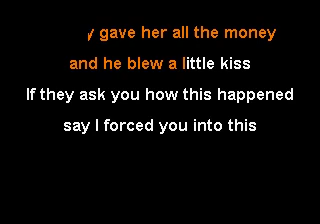 y gave her all the money
and he blew a little kiss
If they ask you how this happened
say I forced you into this